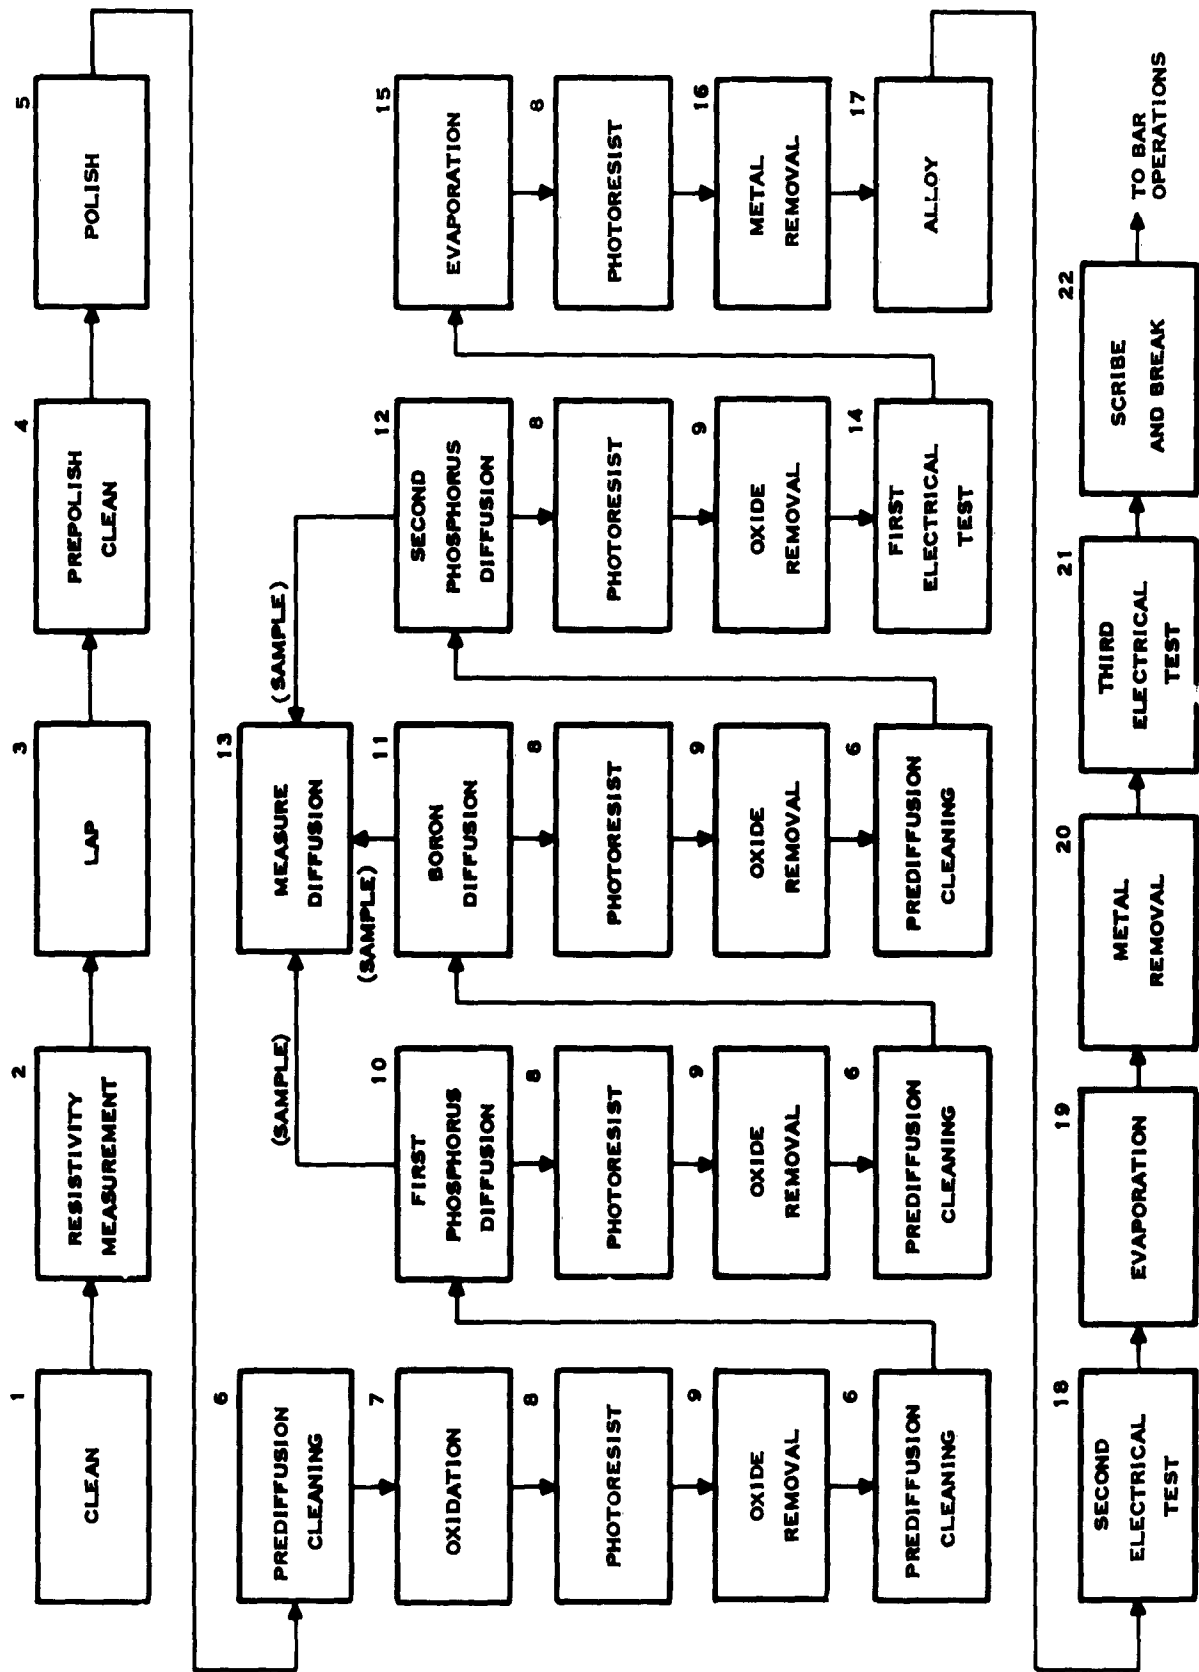 1
CLEAN
2
RESISTIVITY
MEASUREMENT
3
LAP
4
PREPOLISH
CLEAN
5
POLISH
6
PREDIFFUSION
CLEANING
7
OXIDATION
8
PHOTORESIST
9
OXIDE
REMOVAL
6
PREDIFFUSION
CLEANING
(SAMPLE)
10
FIRST
PHOSPHORUS
DIFFUSION
8
PHOTORESIST
9
OXIDE
REMOVAL
6
PREDIFFUSION
CLEANING
13
MEASURE
DIFFUSION
(SAMPLE)
11
BORON
DIFFUSION
8
PHOTORESIST
9
OXIDE
REMOVAL
6
PREDIFFUSION
CLEANING
(SAMPLE)
12
SECOND
PHOSPHORUS
DIFFUSION
8
PHOTORESIST
9
OXIDE
REMOVAL
14
FIRST
ELECTRICAL
TEST
15
EVAPORATION
8
PHOTORESIST
16
METAL
REMOVAL
17
ALLOY
18
SECOND
ELECTRICAL
TEST
19
EVAPORATION
20
METAL
REMOVAL
21
THIRD
ELECTRICAL
TEST
22
SCRIBE
AND BREAK
TO BAR
OPERATIONS